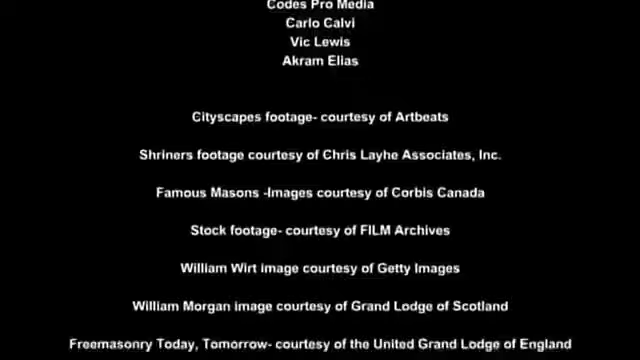 Codes Pro Media
Carlo Calvi
Vic Lewis
Akram Elias
Cityscapes footage- courtesy of Artbeats
Shriners footage courtesy of Chris Layhe Associates, Inc.
Famous Masons -Images courtesy of Corbis Canada
Stock footage- courtesy of FILM Archives
William Wirt image courtesy of Getty Images
William Morgan image courtesy of Grand Lodge of Scotland
Freemasonry Today, Tomorrow- courtesy of the United Grand Lodge of England